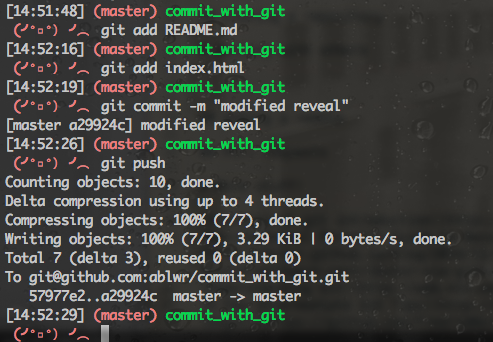 [14:51:48] (master) commit_with_git
(╯°□°) ╯︵ git add README.md
[14:52:16] (master) commit_with_git
(╯°□°) ╯︵ git add index.html
[14:52:19] (master) commit_with_git
(╯°□°) ╯︵ git commit -m "modified reveal"
[master a29924c] modified reveal
[14:52:26] (master) commit_with_git
(╯°□°) ╯︵ git push
Counting objects: 10, done.
Delta compression using up to 4 threads.
Compressing objects: 100% (7/7), done.
Writing objects: 100% (7/7), 3.29 KiB | 0 bytes/s, done.
Total 7 (delta 3), reused 0 (delta 0)
To git@github.com:ablwr/commit_with_git.git
57977e2..a29924c  master -> master
[14:52:29] (master) commit_with_git
(╯°□°) ╯︵